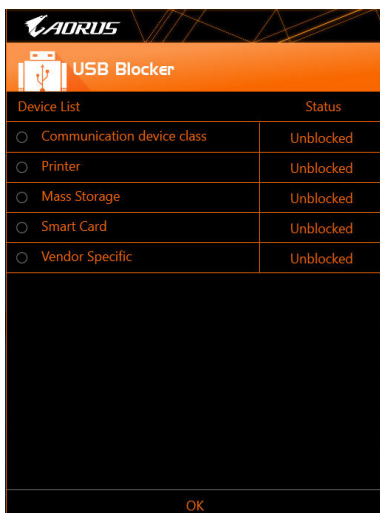 AORUS
USB Blocker
Device List Status
Communication device class Unblocked
Printer Unblocked
Mass Storage Unblocked
Smart Card Unblocked
Vendor Specific Unblocked
OK